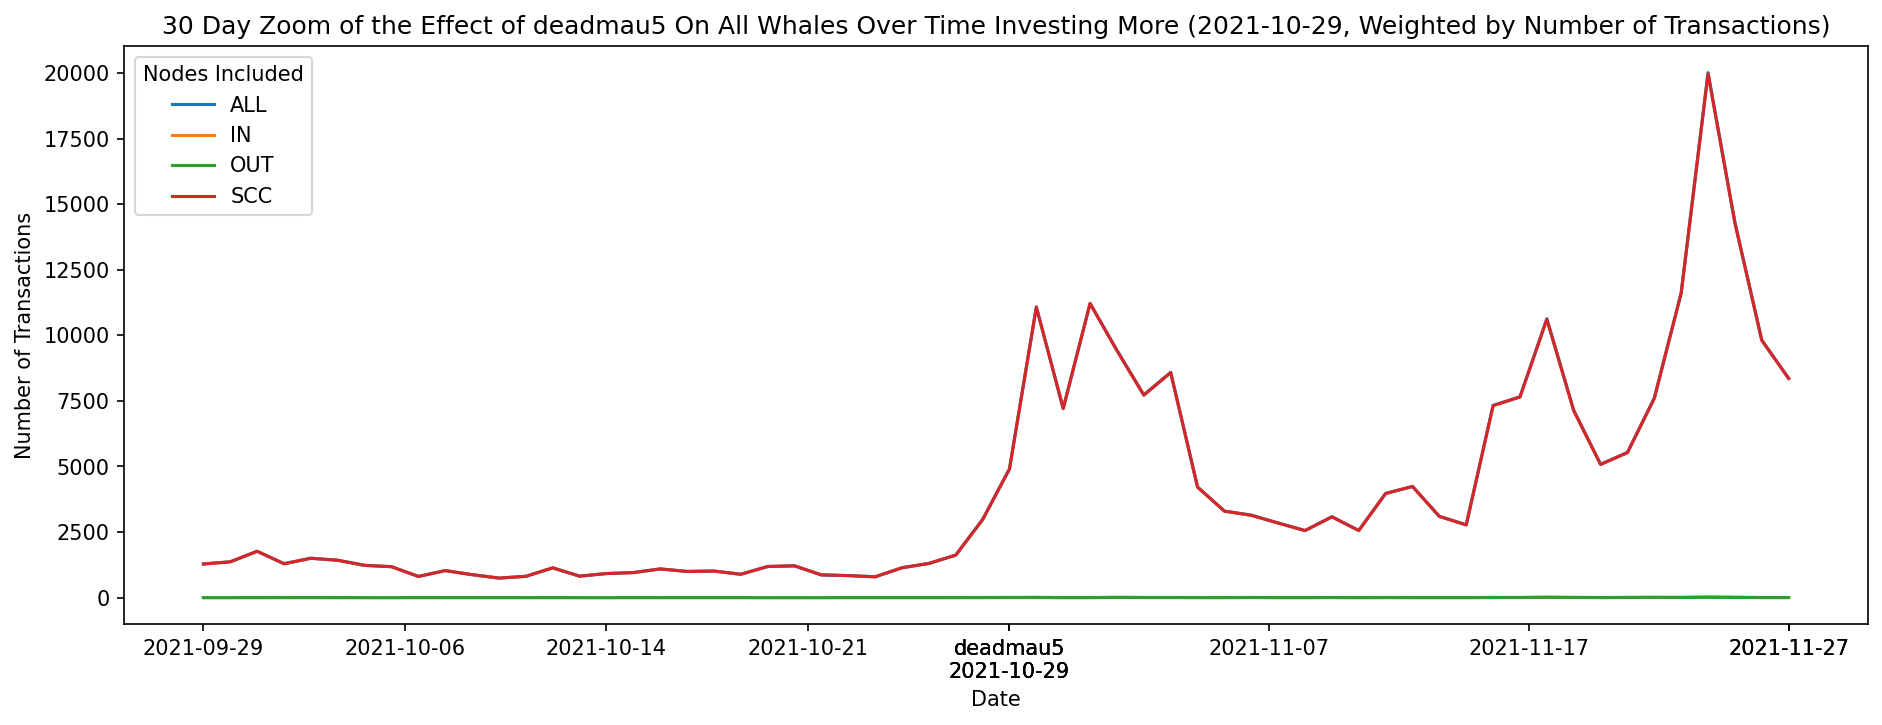 30 Day Zoom of the Effect of deadmau5 On All Whales Over Time Investing More (2021-10-29, Weighted by Number of Transactions)
Nodes Included
ALL
IN
OUT
SCC
Number of Transactions
20000
17500
15000
12500
10000
7500
5000
2500
0
2021-09-29
2021-10-06
2021-10-14
2021-10-21
deadmau5
2021-10-29
2021-11-07
2021-11-17
2021-11-27
Date